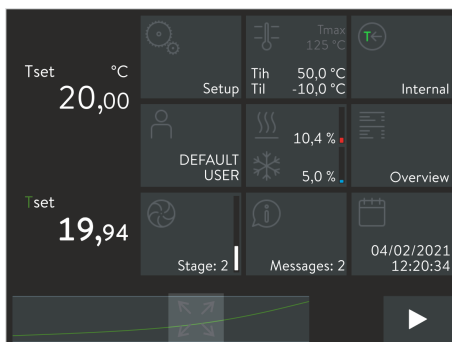 Tset °C
20,00
Tset
19,94
Setup
Tmax
125 °C
Tih 50,0 °C
Til -10,0 °C
T←
Internal
DEFAULT
USER
10,4 %
5,0 %
Overview
Stage: 2
Messages: 2
04/02/2021
12:20:34